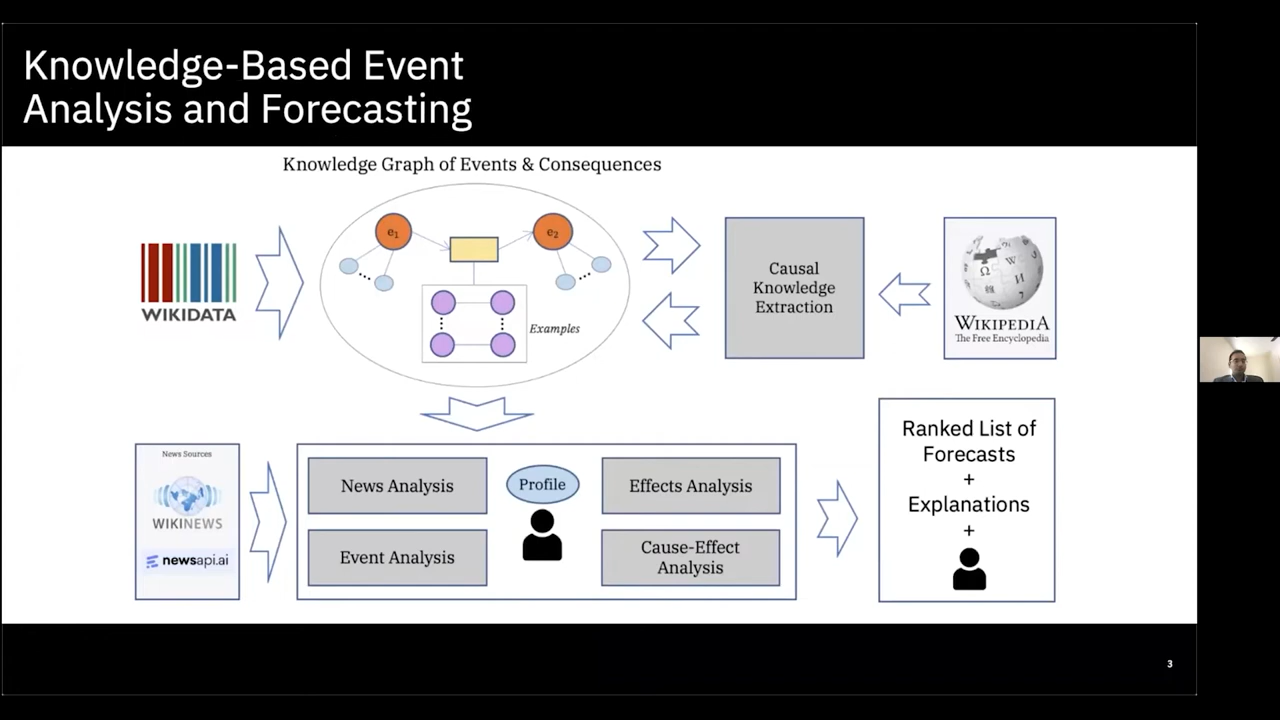 Knowledge-Based Event
Analysis and Forecasting
Knowledge Graph of Events & Consequences
e1
e2
Examples
WIKIDATA
Causal
Knowledge
Extraction
Ω
W
И
WIKIPEDIA
The Free Encyclopedia
News Sources
WIKINEWS
newsapi.ai
News Analysis
Event Analysis
Profile
Effects Analysis
Cause-Effect
Analysis
Ranked List of
Forecasts
+
Explanations
+
3